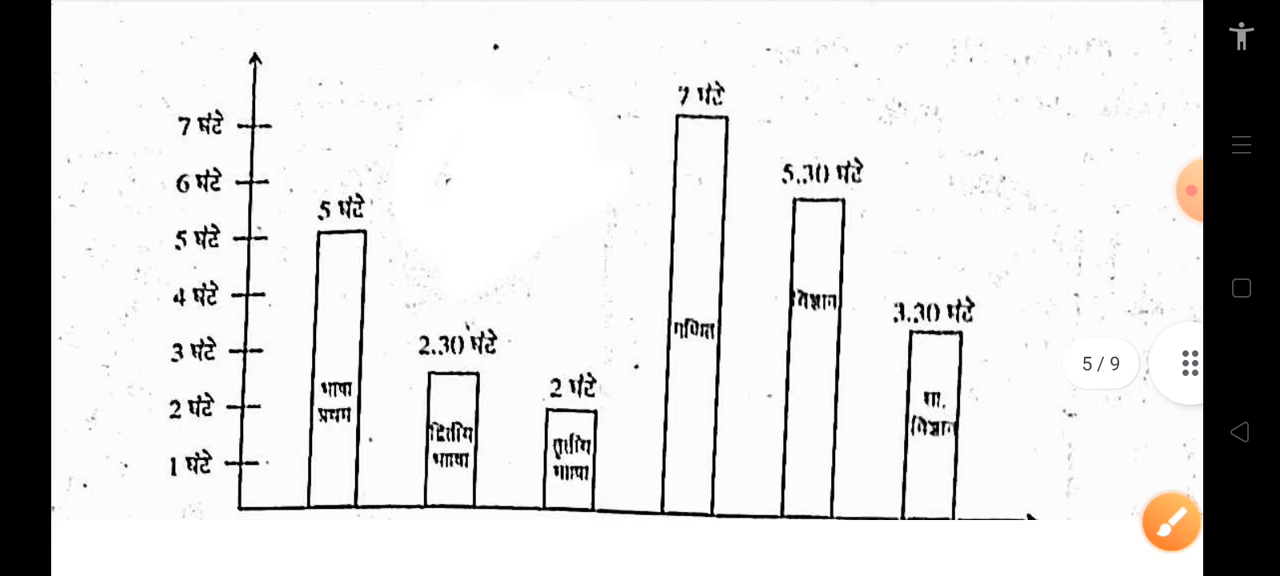 7 घंटे
6 घंटे
5 घंटे
4 घंटे
3 घंटे
2 घंटे
1 घंटे
5 घंटे
भाषा
प्रथम
2.30 घंटे
द्वितीय
भाषा
2 घंटे
तृतीय
भाषा
7 घंटे
गणित
5.30 घंटे
विज्ञान
3.30 घंटे
सा.
विज्ञान
5 / 9